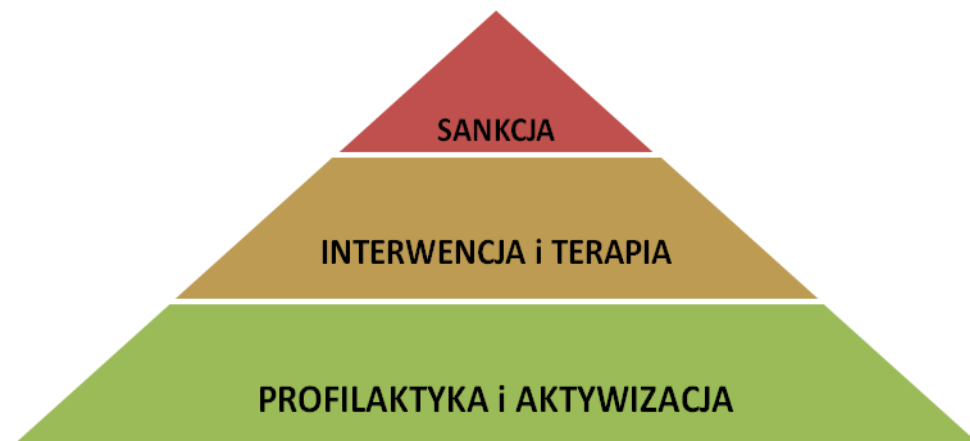 SANKCJA
INTERWENCJA i TERAPIA
PROFILAKTYKA i AKTYWIZACJA